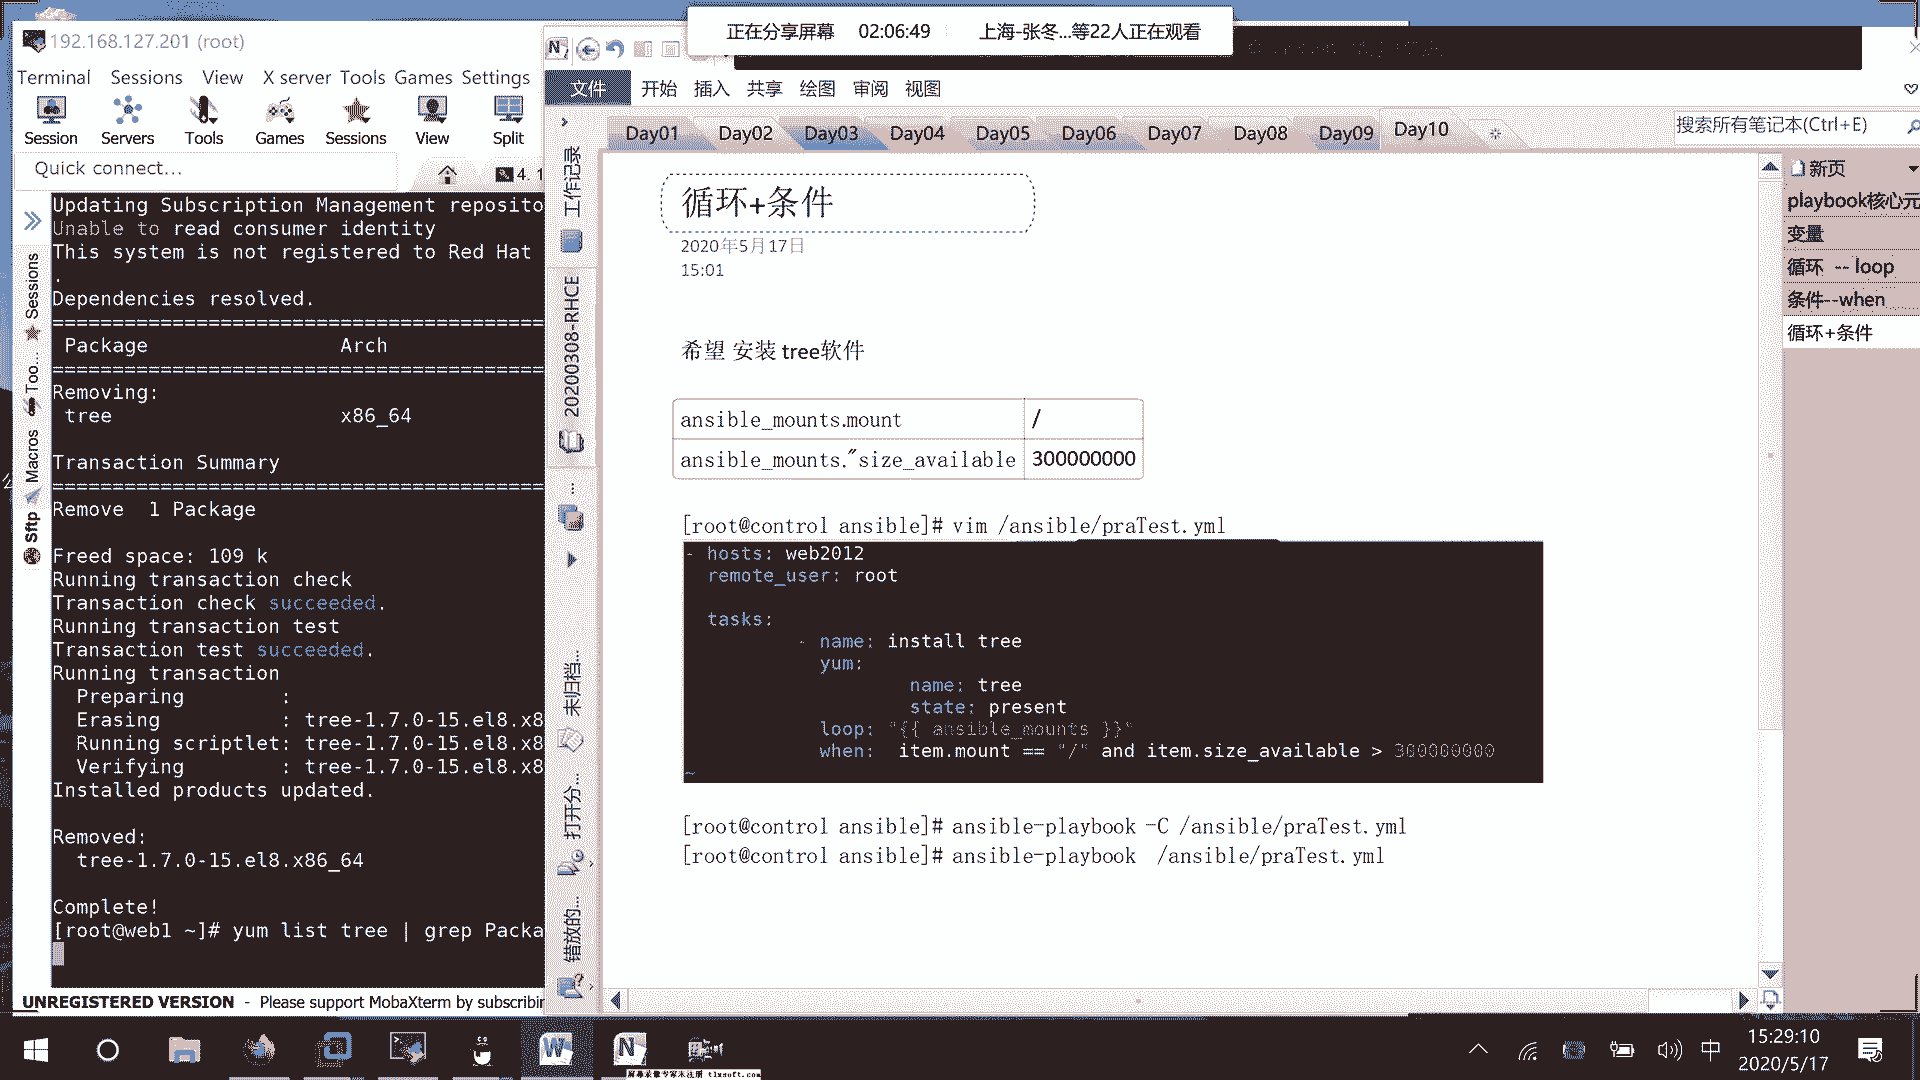 正在分享屏幕 02:06:49 上海-张冬...等22人正在观看
192.168.127.201 (root)
Terminal Sessions View X server Tools Games Settings
Session Servers Tools Games Sessions View Split
Quick connect...
4. 1
Sessions
Too...
Macros
Sftp
Updating Subscription Management reposito
Unable to read consumer identity
This system is not registered to Red Hat
.
Dependencies resolved.
Package Arch
Removing:
tree x86_64
Transaction Summary
Remove 1 Package
Freed space: 109 k
Running transaction check
Transaction check succeeded.
Running transaction test
Transaction test succeeded.
Running transaction
Preparing :
Erasing : tree-1.7.0-15.el8.x8
Running scriptlet: tree-1.7.0-15.el8.x8
Verifying : tree-1.7.0-15.el8.x8
Installed products updated.
Removed:
tree-1.7.0-15.el8.x86_64
Complete!
[root@web1 ~]# yum list tree | grep Packa
UNREGISTERED VERSION - Please support MobaXterm by subscribin
文件 开始 插入 共享 绘图 审阅 视图
Day01 Day02 Day03 Day04 Day05 Day06 Day07 Day08 Day09 Day10
搜索所有笔记本(Ctrl+E)
工作记录
20200308-RHCE
未归档...
打开分...
错放的...
循环+条件
2020年5月17日
15:01
希望 安装 tree软件
ansible_mounts.mount /
ansible_mounts."size_available 300000000
[root@control ansible]# vim /ansible/praTest.yml
- hosts: web2012
remote_user: root
tasks:
- name: install tree
yum:
name: tree
state: present
loop: "{{ ansible_mounts }}"
when: item.mount == "/" and item.size_available > 300000000
~
[root@control ansible]# ansible-playbook -C /ansible/praTest.yml
[root@control ansible]# ansible-playbook /ansible/praTest.yml
新页
playbook核心元
变量
循环 -- loop
条件--when
循环+条件
中
15:29:10
2020/5/17
屏幕录像专家未注册 tlxsoft.com